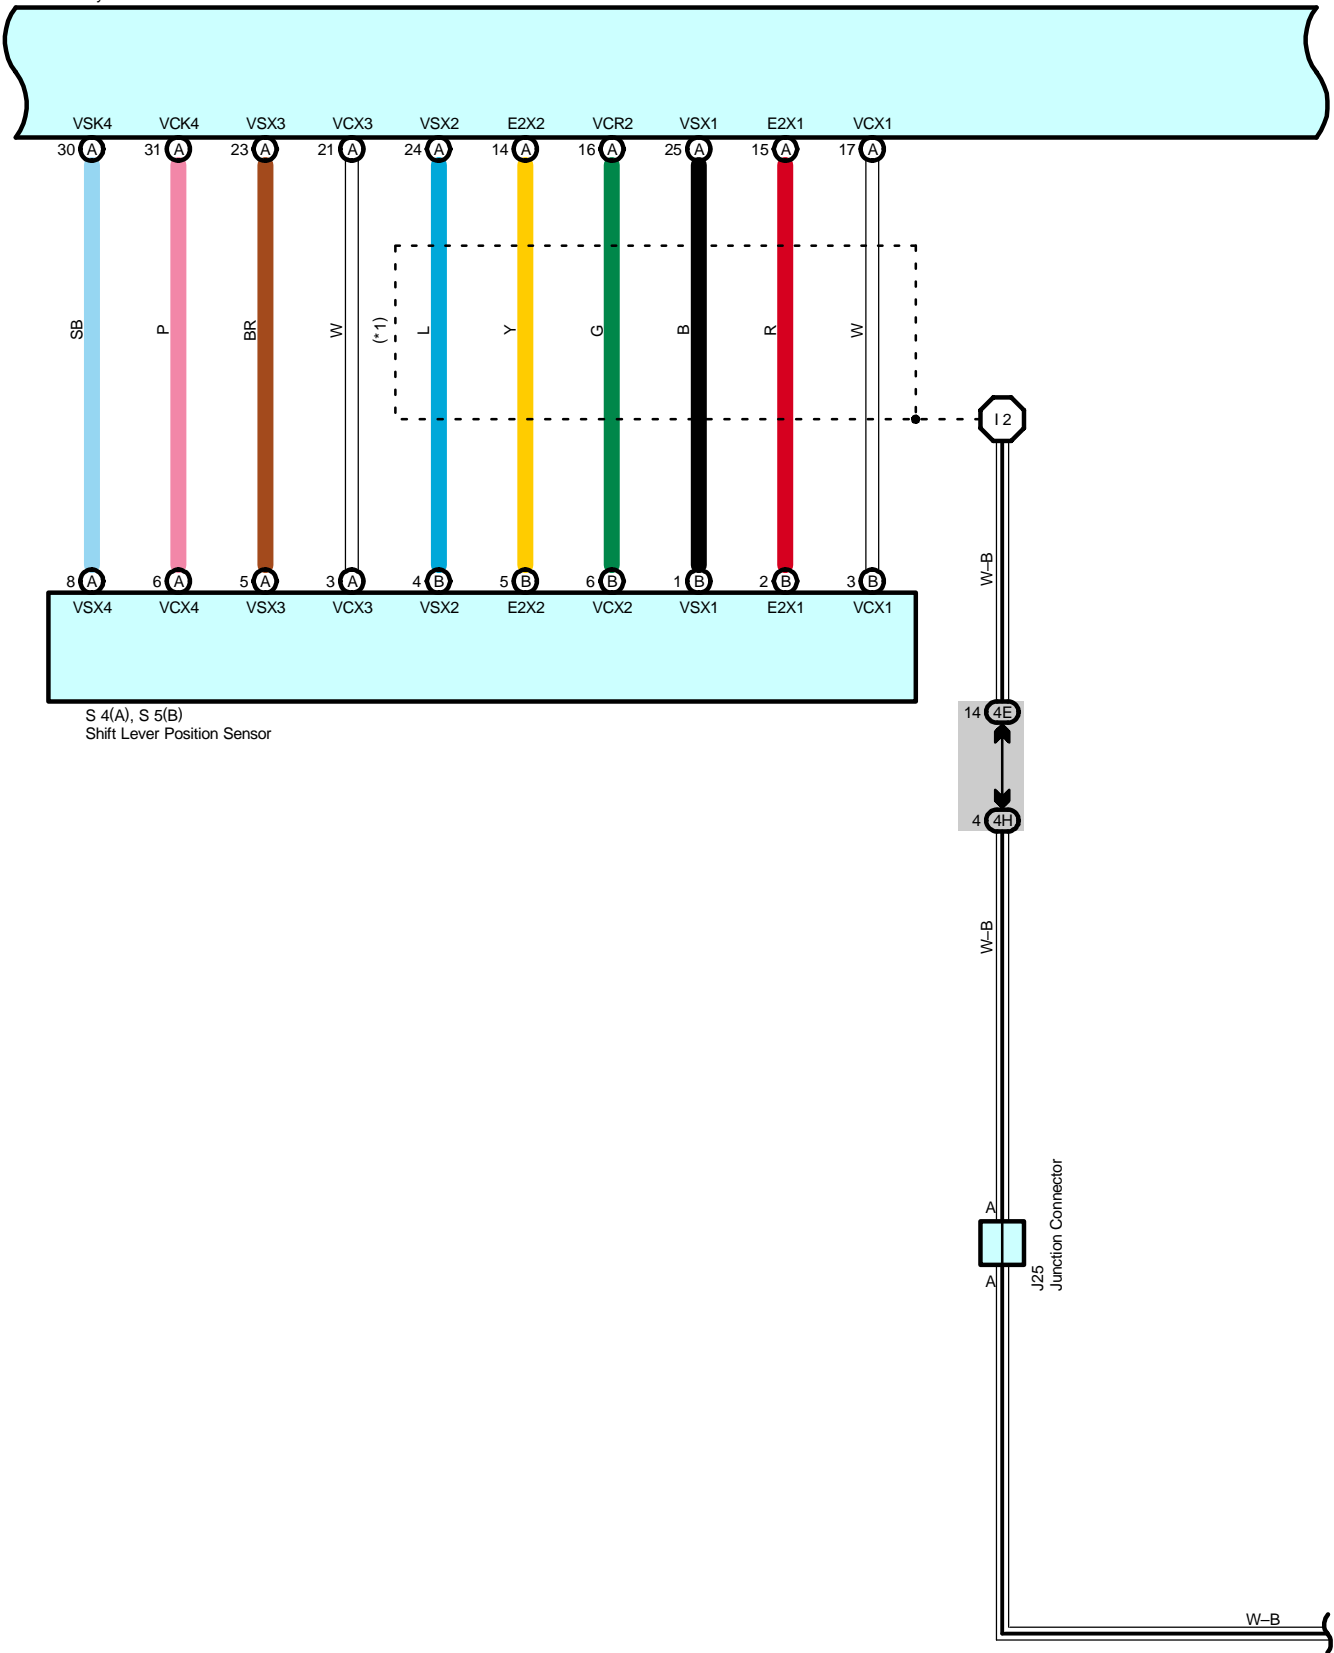 VSK4 VCK4 VSX3 VCX3 VSX2 E2X2 VCR2 VSX1 E2X1 VCX1
30 A 31 A 23 A 21 A 24 A 14 A 16 A 25 A 15 A 17 A
SB P BR W (*1) L Y G B R W
I 2
W–B
8 A 6 A 5 A 3 A 4 B 5 B 6 B 1 B 2 B 3 B
VSX4 VCX4 VSX3 VCX3 VSX2 E2X2 VCX2 VSX1 E2X1 VCX1
S 4(A), S 5(B)
Shift Lever Position Sensor
14 4E
4 4H
W–B
A
J25
Junction Connector
A
W–B